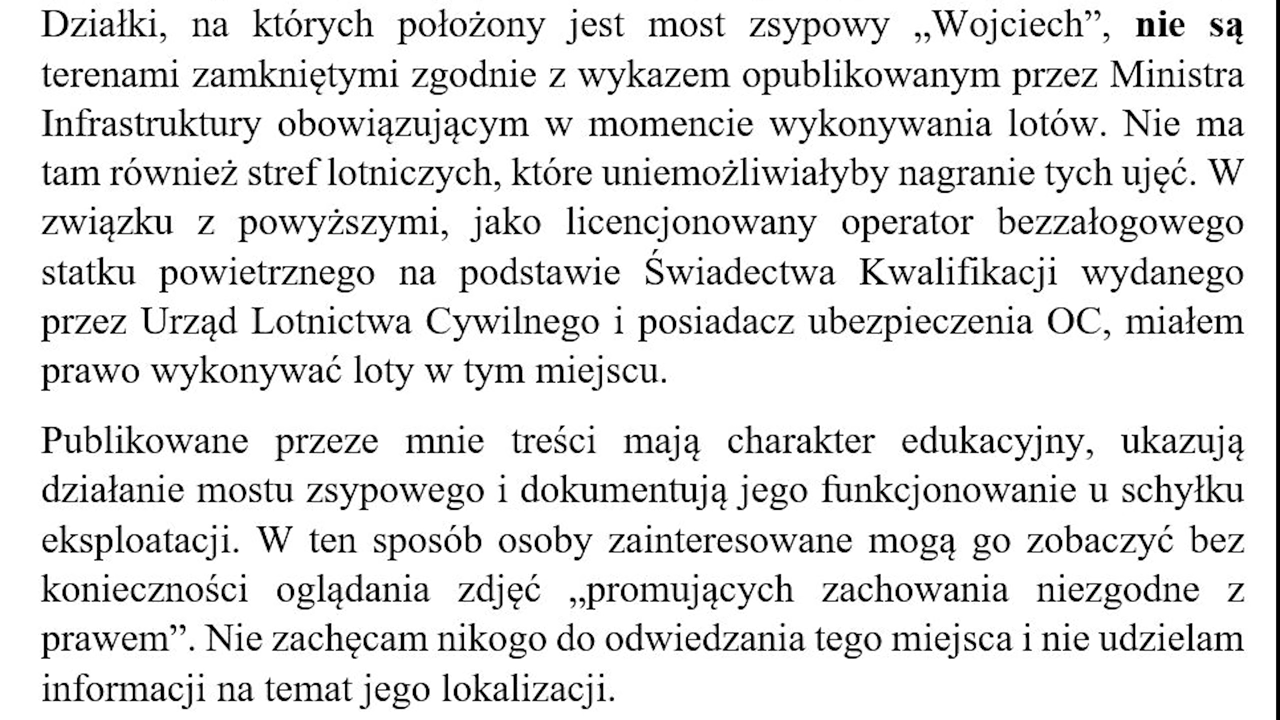 Działki, na których położony jest most zsypowy „Wojciech”, nie są
terenami zamkniętymi zgodnie z wykazem opublikowanym przez Ministra
Infrastruktury obowiązującym w momencie wykonywania lotów. Nie ma
tam również stref lotniczych, które uniemożliwiałyby nagranie tych ujęć. W
związku z powyższymi, jako licencjonowany operator bezzałogowego
statku powietrznego na podstawie Świadectwa Kwalifikacji wydanego
przez Urząd Lotnictwa Cywilnego i posiadacz ubezpieczenia OC, miałem
prawo wykonywać loty w tym miejscu.
Publikowane przeze mnie treści mają charakter edukacyjny, ukazują
działanie mostu zsypowego i dokumentują jego funkcjonowanie u schyłku
eksploatacji. W ten sposób osoby zainteresowane mogą go zobaczyć bez
konieczności oglądania zdjęć „promujących zachowania niezgodne z
prawem”. Nie zachęcam nikogo do odwiedzania tego miejsca i nie udzielam
informacji na temat jego lokalizacji.